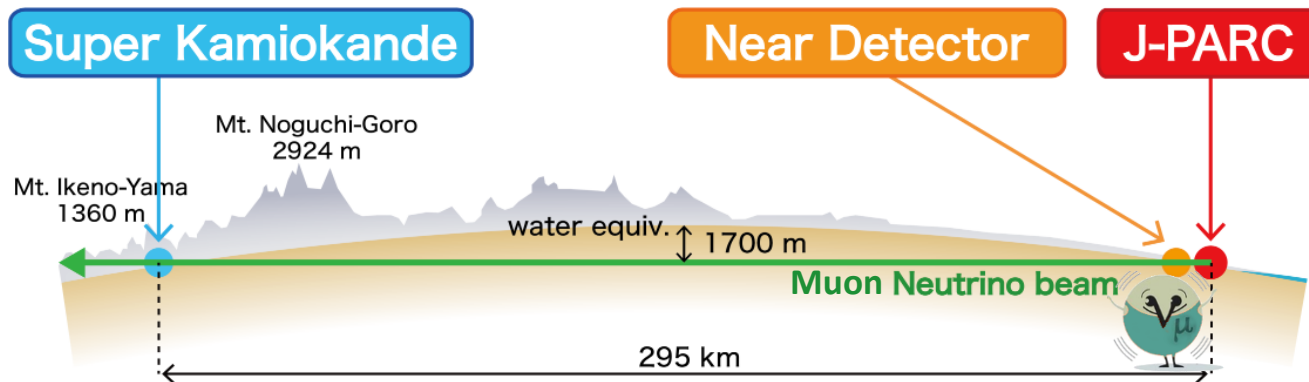 Super Kamiokande
Near Detector
J-PARC
Mt. Noguchi-Goro
2924 m
Mt. Ikeno-Yama
1360 m
water equiv.
1700 m
Muon Neutrino beam
ν μ
295 km